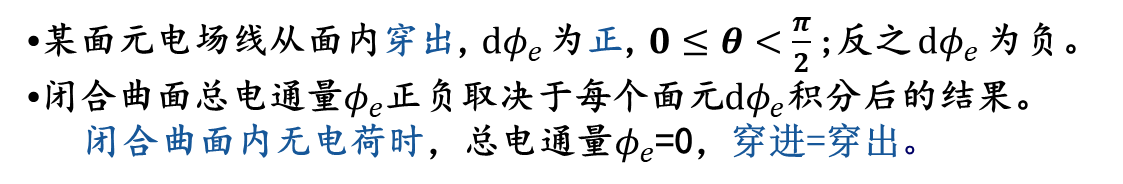 •某面元电场线从面内穿出, dϕₑ 为正, 0 ≤ θ < π/2 ;反之 dϕₑ 为负。
•闭合曲面总电通量ϕₑ正负取决于每个面元dϕₑ积分后的结果。
闭合曲面内无电荷时，总电通量ϕₑ=0，穿进=穿出。